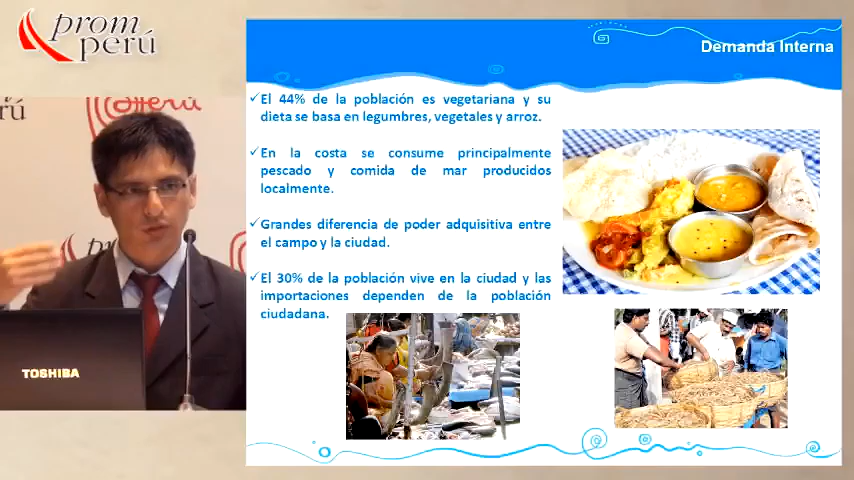 prom
perú
Demanda Interna
✓El 44% de la población es vegetariana y su
dieta se basa en legumbres, vegetales y arroz.
✓En la costa se consume principalmente
pescado y comida de mar producidos
localmente.
✓Grandes diferencia de poder adquisitiva entre
el campo y la ciudad.
✓El 30% de la población vive en la ciudad y las
importaciones dependen de la población
ciudadana.
rú
Perú
prom
TOSHIBA